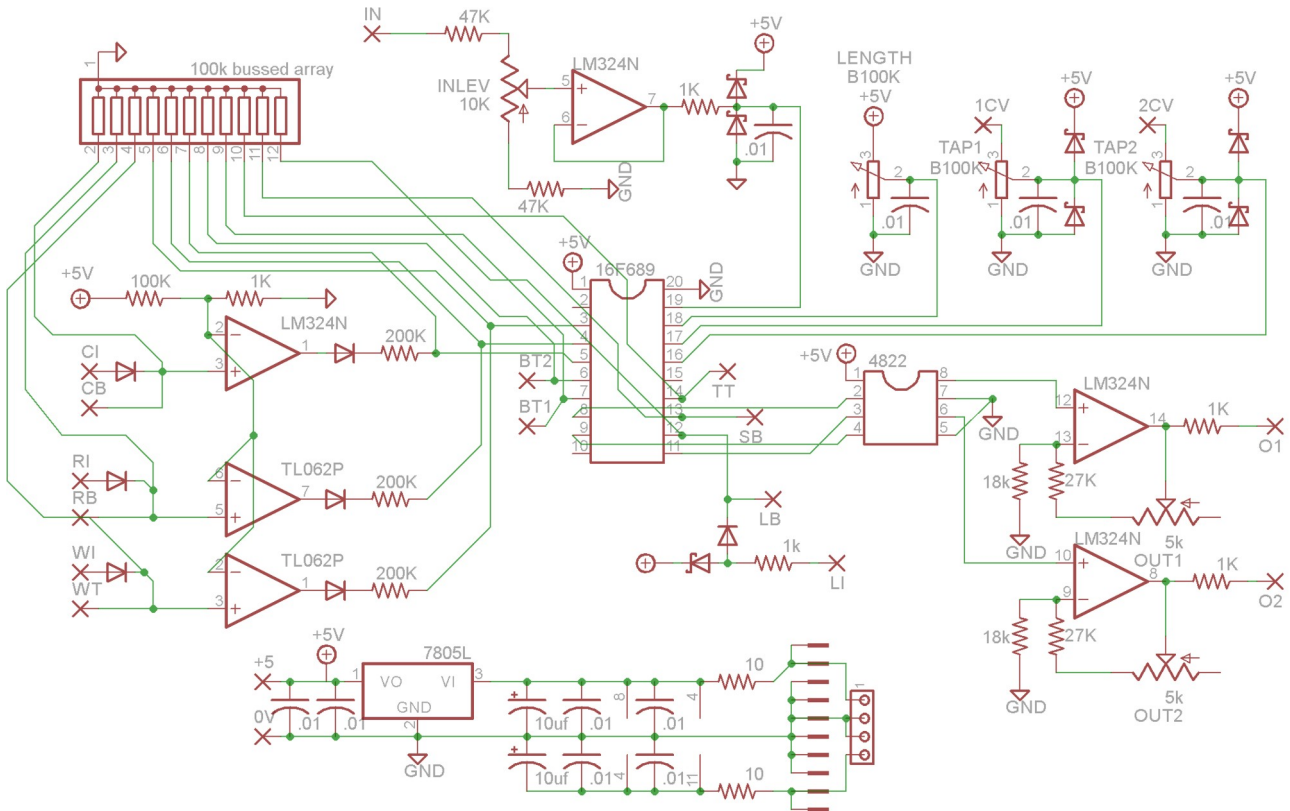 IN
47K
+5V
LM324N
1K
INLEV
10K
5
+
7
6
−
.01
47K
GND
1
100k bussed array
2
3
4
5
6
7
8
9
10
11
12
LENGTH
B100K
+5V
3
2
1
.01
GND
1CV
+5V
TAP1
B100K
3
2
1
.01
GND
2CV
+5V
TAP2
B100K
3
2
1
.01
GND
+5V
100K
1K
LM324N
2
−
1
3
+
200K
CI
CB
RI
RB
TL062P
6
−
7
5
+
200K
WI
WT
TL062P
2
−
1
3
+
200K
+5V
16F689
1
2
3
4
5
6
7
8
9
10
20
19
18
17
16
15
14
13
12
11
GND
BT2
BT1
TT
SB
LB
1k
LI
+5V
4822
1
2
3
4
8
7
6
5
GND
LM324N
12
+
14
13
−
1K
O1
18k
27K
GND
5k
OUT1
LM324N
10
+
8
9
−
1K
O2
18k
27K
GND
5k
OUT2
+5
+5V
7805L
1
VO
VI
3
GND
2
.01
.01
0V
GND
+
10uf
.01
8
.01
4
10
+
10uf
.01
4
.01
11
10
1